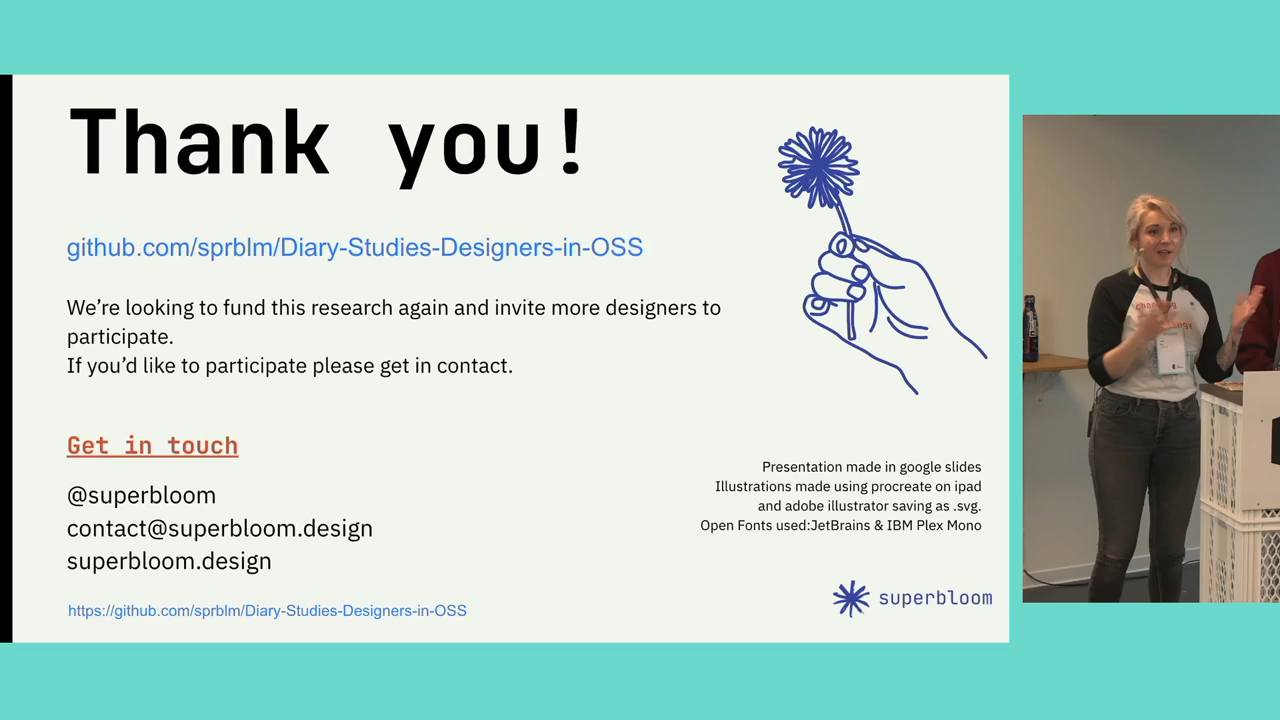 Thank you!
github.com/sprblm/Diary-Studies-Designers-in-OSS
We’re looking to fund this research again and invite more designers to
participate.
If you’d like to participate please get in contact.
Get in touch
@superbloom
contact@superbloom.design
superbloom.design
https://github.com/sprblm/Diary-Studies-Designers-in-OSS
Presentation made in google slides
Illustrations made using procreate on ipad
and adobe illustrator saving as .svg.
Open Fonts used:JetBrains & IBM Plex Mono
superbloom